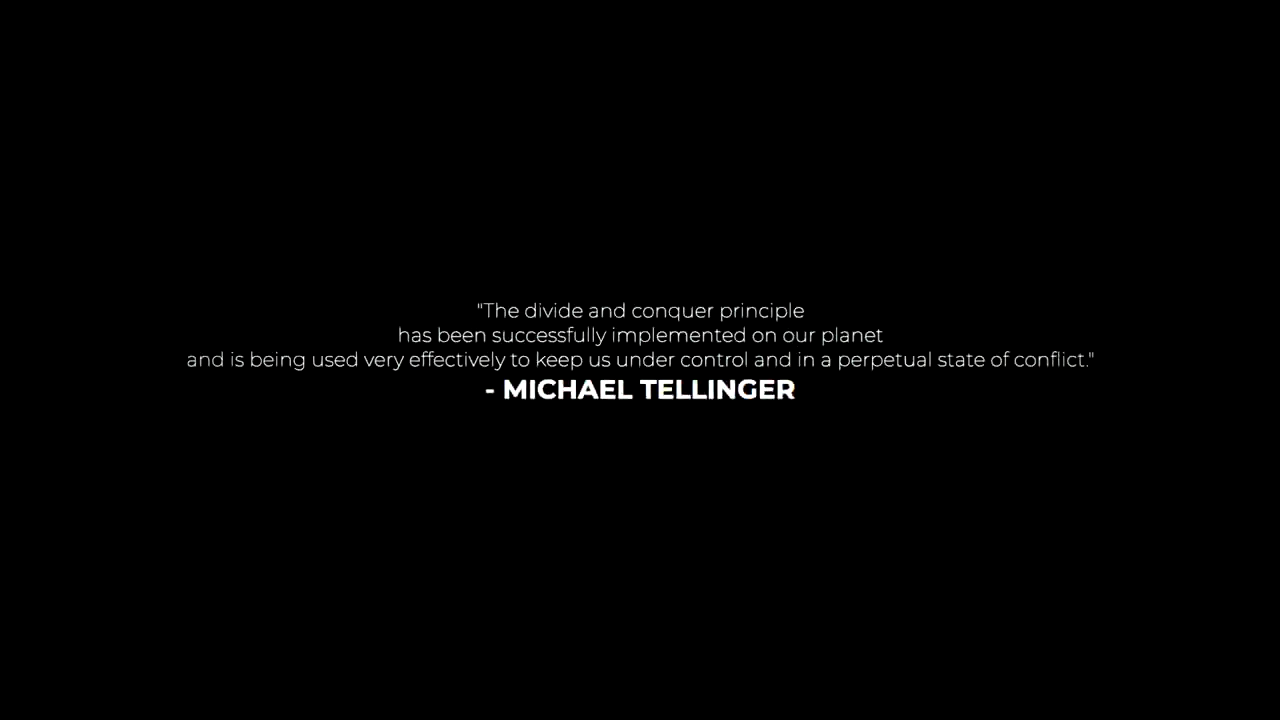 "The divide and conquer principle
has been successfully implemented on our planet
and is being used very effectively to keep us under control and in a perpetual state of conflict."
- MICHAEL TELLINGER